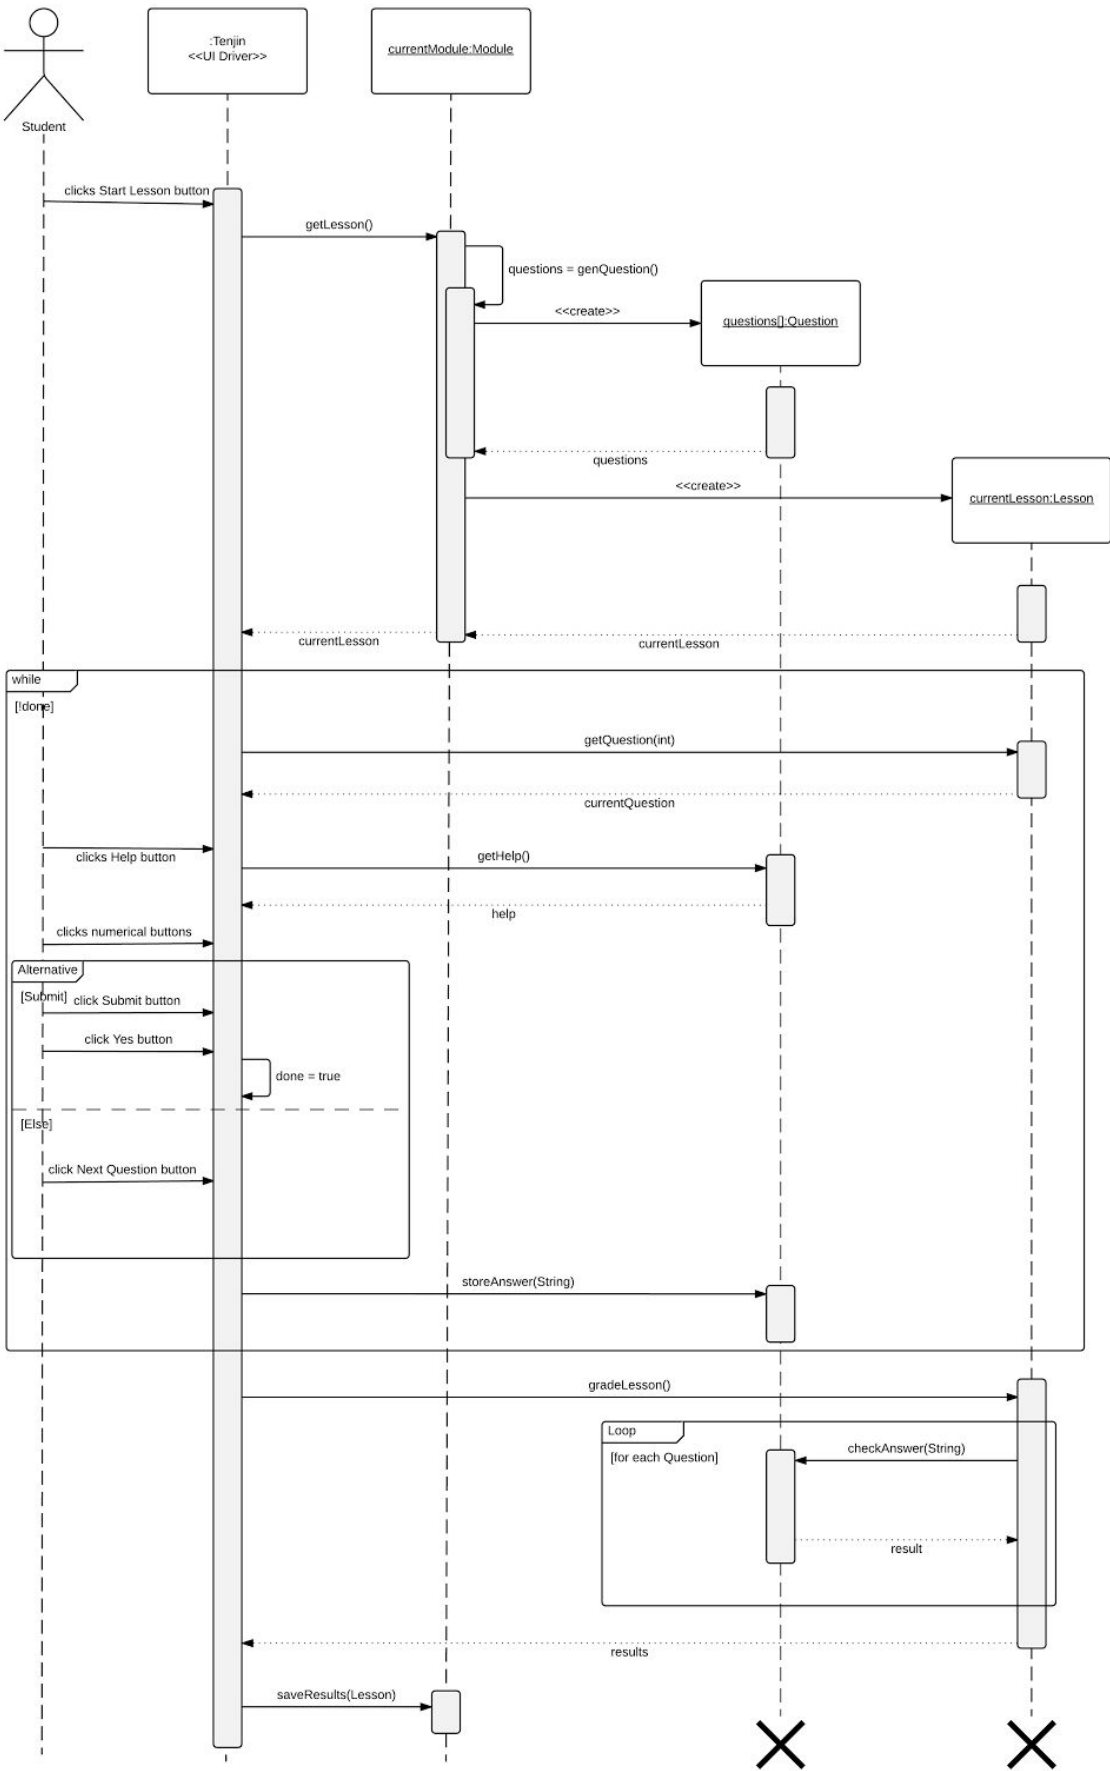 :Tenjin
<<UI Driver>>
currentModule:Module
Student
clicks Start Lesson button
getLesson()
questions = genQuestion()
<<create>>
questions[]:Question
questions
<<create>>
currentLesson:Lesson
currentLesson
currentLesson
while
[!done]
getQuestion(int)
currentQuestion
clicks Help button
getHelp()
help
clicks numerical buttons
Alternative
[Submit]
click Submit button
click Yes button
done = true
[Else]
click Next Question button
storeAnswer(String)
gradeLesson()
Loop
[for each Question]
checkAnswer(String)
result
results
saveResults(Lesson)